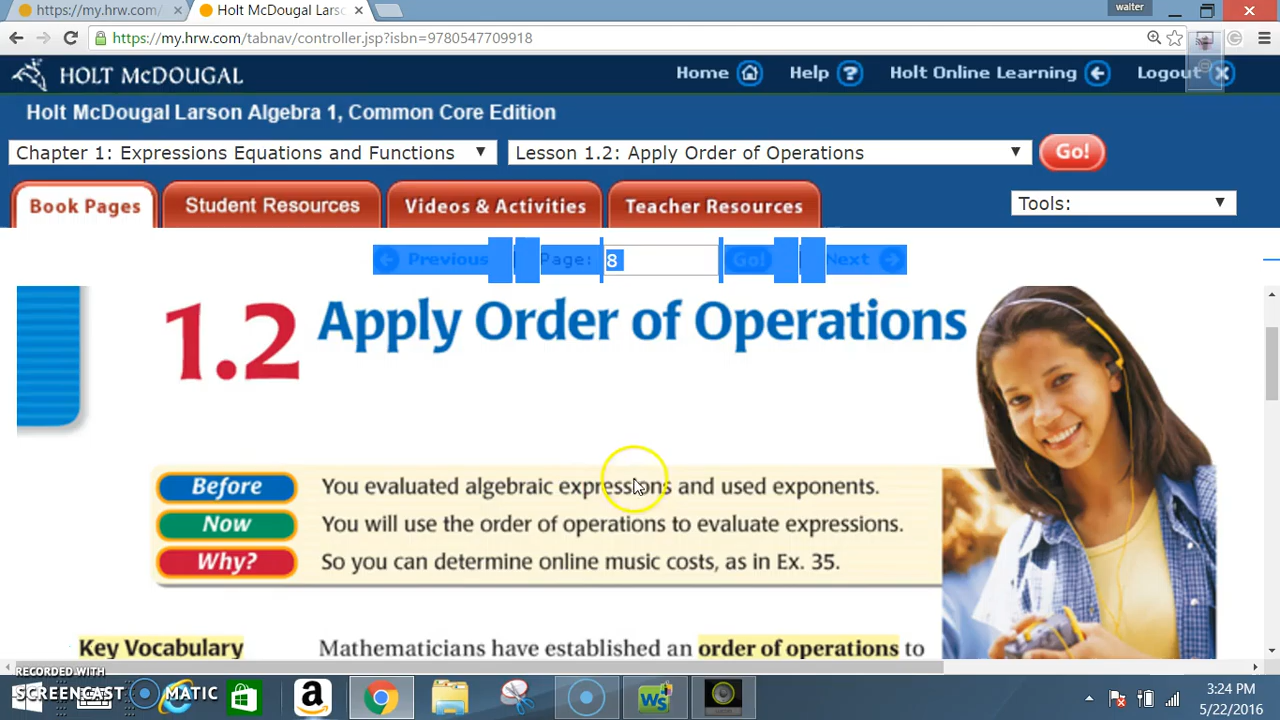 https://my.hrw.com/
Holt McDougal Lars
walter
https://my.hrw.com/tabnav/controller.jsp?isbn=9780547709918
HOLT McDOUGAL
Home
Help
Holt Online Learning
Logout
Holt McDougal Larson Algebra 1, Common Core Edition
Chapter 1: Expressions Equations and Functions
Lesson 1.2: Apply Order of Operations
Go!
Book Pages
Student Resources
Videos & Activities
Teacher Resources
Tools:
Previous
Page:
8
Go!
Next
1.2 Apply Order of Operations
Before You evaluated algebraic expressions and used exponents.
Now You will use the order of operations to evaluate expressions.
Why? So you can determine online music costs, as in Ex. 35.
Key Vocabulary
Mathematicians have established an order of operations to
RECORDED WITH
SCREENCAST MATIC
3:24 PM
5/22/2016